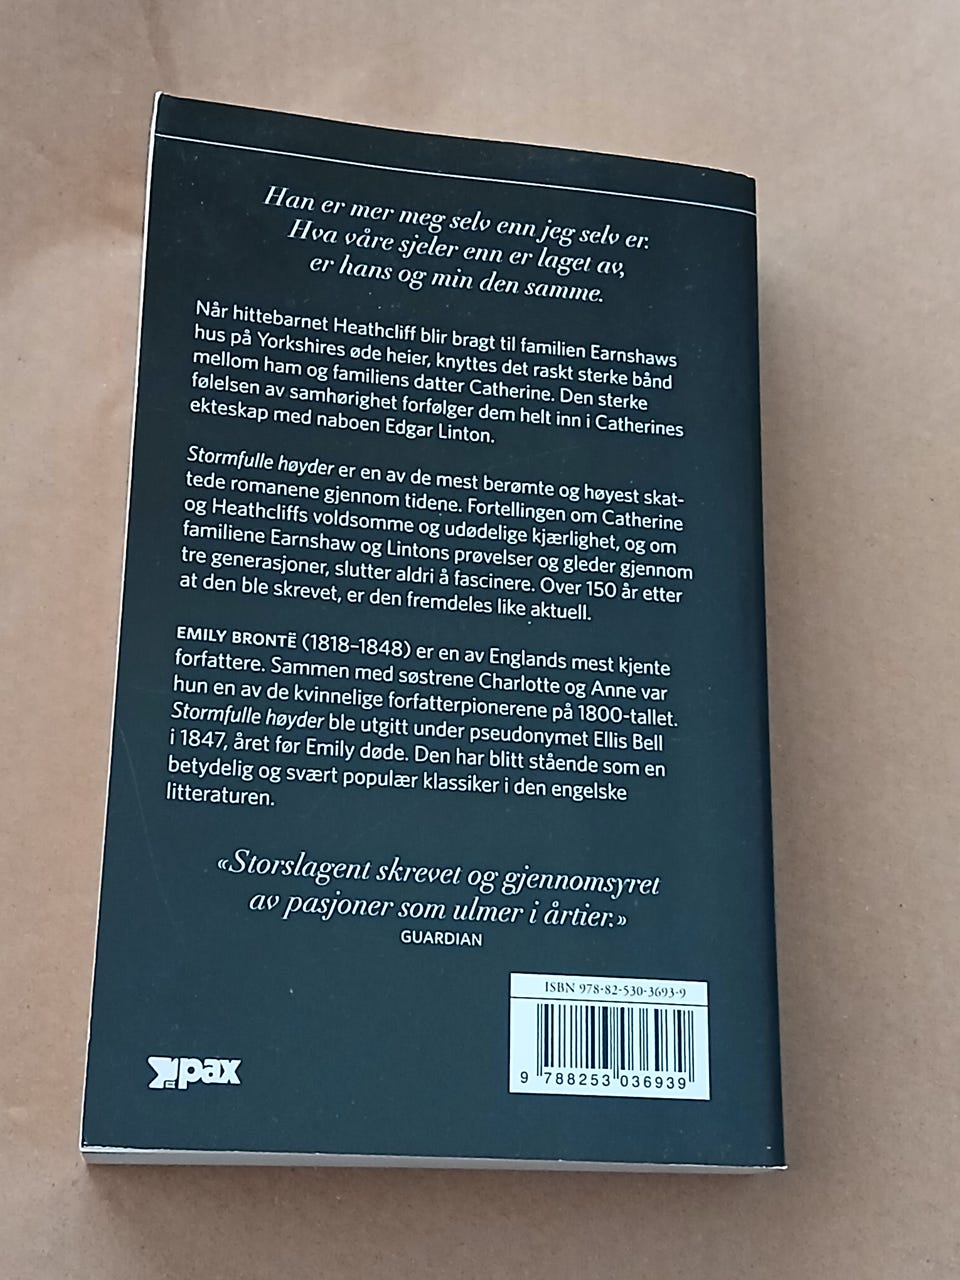 Han er mer meg selv enn jeg selv er.
Hva våre sjeler enn er laget av,
er hans og min den samme.
Når hittebarnet Heathcliff blir bragt til familien Earnshaws
hus på Yorkshires øde heier, knyttes det raskt sterke bånd
mellom ham og familiens datter Catherine. Den sterke
følelsen av samhørighet forfølger dem helt inn i Catherines
ekteskap med naboen Edgar Linton.
Stormfulle høyder er en av de mest berømte og høyest skat-
tede romanene gjennom tidene. Fortellingen om Catherine
og Heathcliffs voldsomme og udødelige kjærlighet, og om
familiene Earnshaw og Lintons prøvelser og gleder gjennom
tre generasjoner, slutter aldri å fascinere. Over 150 år etter
at den ble skrevet, er den fremdeles like aktuell.
EMILY BRONTË (1818–1848) er en av Englands mest kjente
forfattere. Sammen med søstrene Charlotte og Anne var
hun en av de kvinnelige forfatterpionerene på 1800-tallet.
Stormfulle høyder ble utgitt under pseudonymet Ellis Bell
i 1847, året før Emily døde. Den har blitt stående som en
betydelig og svært populær klassiker i den engelske
litteraturen.
«Storslagent skrevet og gjennomsyret
av pasjoner som ulmer i årtier.»
GUARDIAN
ISBN 978-82-530-3693-9
9 788253 036939
pax